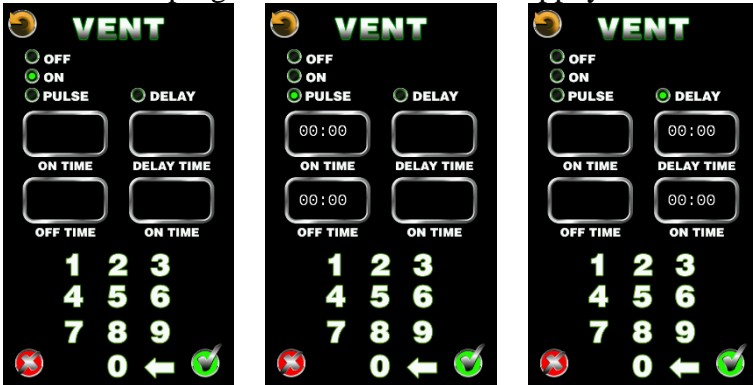 VENT
OFF
ON
PULSE DELAY
ON TIME DELAY TIME
OFF TIME ON TIME
1 2 3
4 5 6
7 8 9
0
VENT
OFF
ON
PULSE DELAY
00:00
ON TIME DELAY TIME
00:00
OFF TIME ON TIME
1 2 3
4 5 6
7 8 9
0
VENT
OFF
ON
PULSE DELAY
00:00
ON TIME DELAY TIME
00:00
OFF TIME ON TIME
1 2 3
4 5 6
7 8 9
0